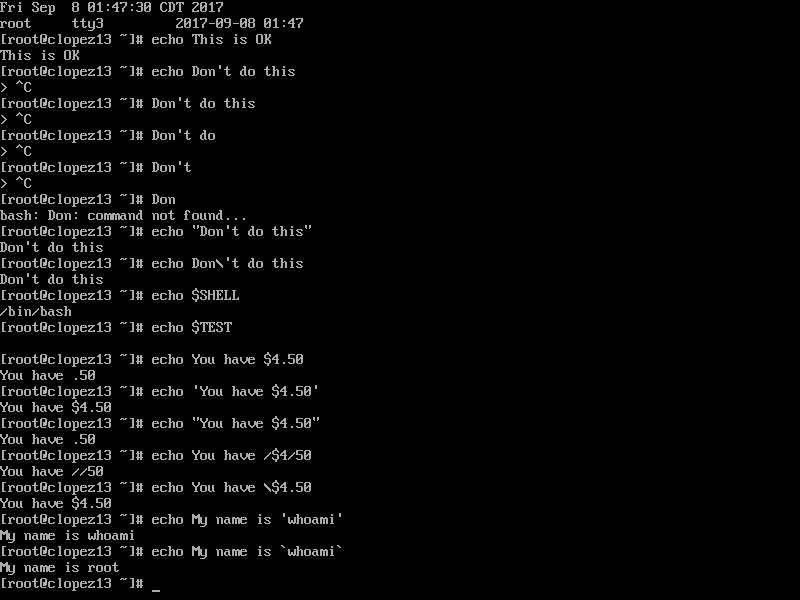 Fri Sep  8 01:47:30 CDT 2017
root     tty3         2017-09-08 01:47
[root@clopez13 ~]# echo This is OK
This is OK
[root@clopez13 ~]# echo Don't do this
> ^C
[root@clopez13 ~]# Don't do this
> ^C
[root@clopez13 ~]# Don't do
> ^C
[root@clopez13 ~]# Don't
> ^C
[root@clopez13 ~]# Don
bash: Don: command not found...
[root@clopez13 ~]# echo "Don't do this"
Don't do this
[root@clopez13 ~]# echo Don\'t do this
Don't do this
[root@clopez13 ~]# echo $SHELL
/bin/bash
[root@clopez13 ~]# echo $TEST

[root@clopez13 ~]# echo You have $4.50
You have .50
[root@clopez13 ~]# echo 'You have $4.50'
You have $4.50
[root@clopez13 ~]# echo "You have $4.50"
You have .50
[root@clopez13 ~]# echo You have /$4/50
You have //50
[root@clopez13 ~]# echo You have \$4.50
You have $4.50
[root@clopez13 ~]# echo My name is 'whoami'
My name is whoami
[root@clopez13 ~]# echo My name is `whoami`
My name is root
[root@clopez13 ~]# _